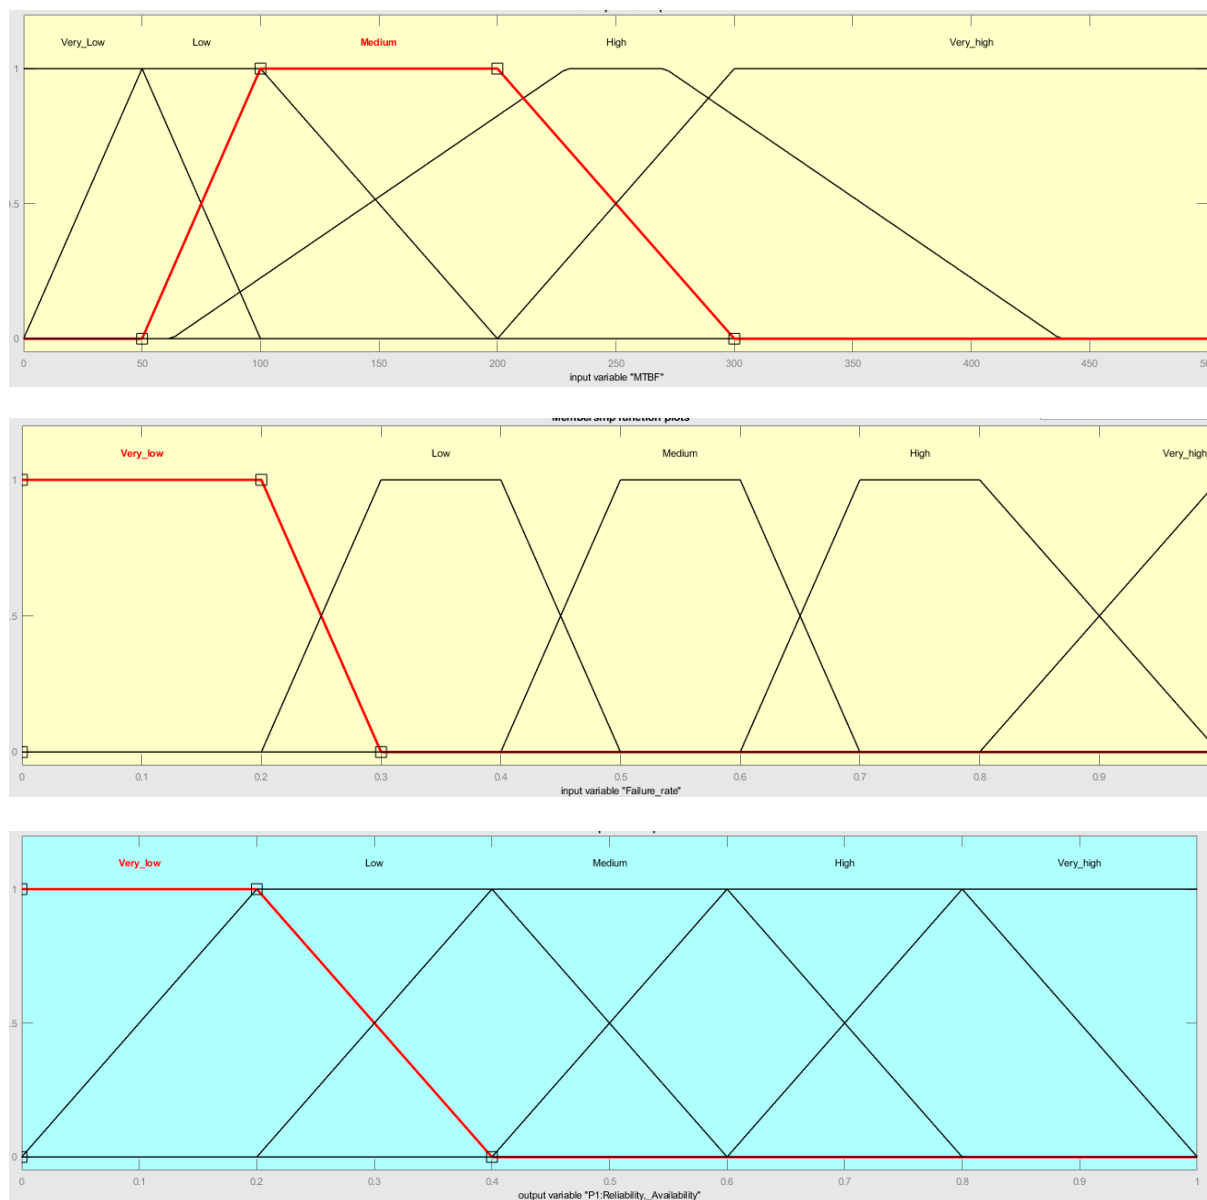 Very_Low Low Medium High Very_high
1
0
0 50 100 150 200 250 300 350 400 450
input variable "MTBF"
Membership function plots
Very_low Low Medium High Very_high
1
0
0 0.1 0.2 0.3 0.4 0.5 0.6 0.7 0.8 0.9
input variable "Failure_rate"
Very_low Low Medium High Very_high
1
0
0 0.1 0.2 0.3 0.4 0.5 0.6 0.7 0.8 0.9 1
output variable "P1:Reliability,_Availability"